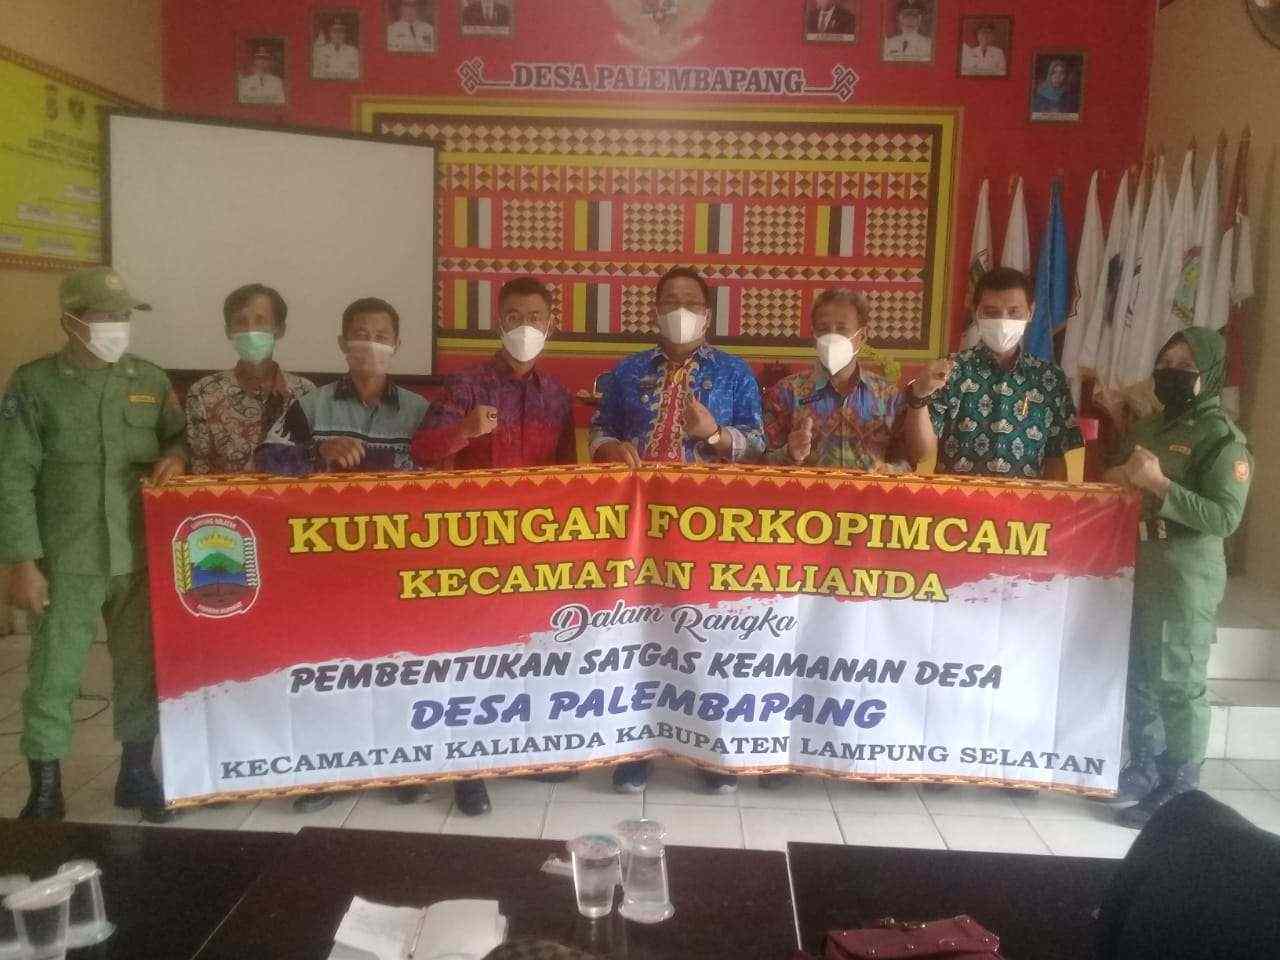 DESA PALEMBAPANG
KUNJUNGAN FORKOPIMCAM
KECAMATAN KALIANDA
Dalam Rangka
PEMBENTUKAN SATGAS KEAMANAN DESA
DESA PALEMBAPANG
KECAMATAN KALIANDA KABUPATEN LAMPUNG SELATAN